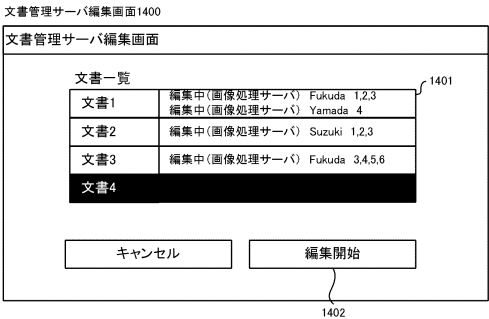 文書管理サーバ編集画面1400
文書管理サーバ編集画面
文書一覧
1401
文書1 編集中(画像処理サーバ) Fukuda 1,2,3
編集中(画像処理サーバ) Yamada 4
文書2 編集中(画像処理サーバ) Suzuki 1,2,3
文書3 編集中(画像処理サーバ) Fukuda 3,4,5,6
文書4
キャンセル 編集開始
1402